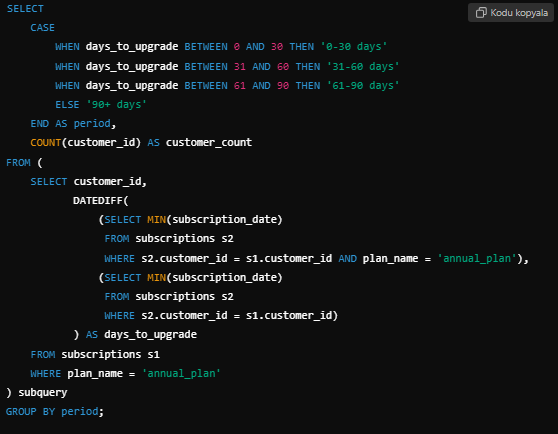 SELECT
Kodu kopyala
CASE
WHEN days_to_upgrade BETWEEN 0 AND 30 THEN '0-30 days'
WHEN days_to_upgrade BETWEEN 31 AND 60 THEN '31-60 days'
WHEN days_to_upgrade BETWEEN 61 AND 90 THEN '61-90 days'
ELSE '90+ days'
END AS period,
COUNT(customer_id) AS customer_count
FROM (
SELECT customer_id,
DATEDIFF(
(SELECT MIN(subscription_date)
FROM subscriptions s2
WHERE s2.customer_id = s1.customer_id AND plan_name = 'annual_plan'),
(SELECT MIN(subscription_date)
FROM subscriptions s2
WHERE s2.customer_id = s1.customer_id)
) AS days_to_upgrade
FROM subscriptions s1
WHERE plan_name = 'annual_plan'
) subquery
GROUP BY period;